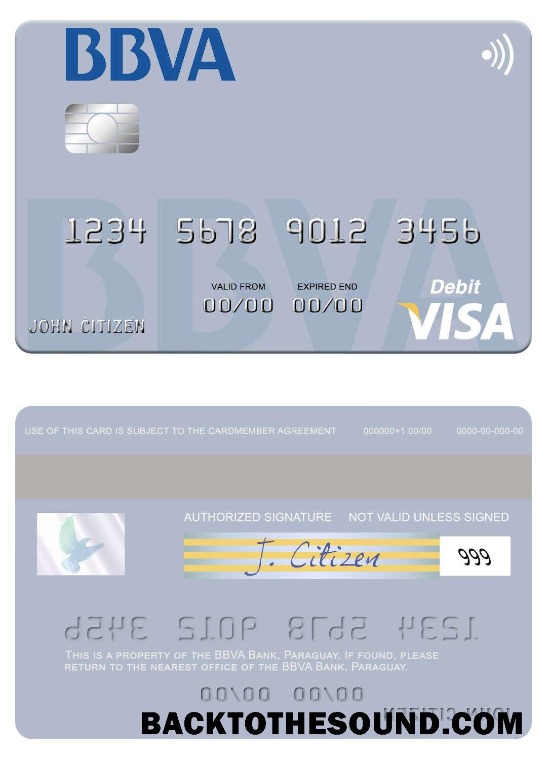 BBVA
1234 5678 9012 3456
BBVA
VALID FROM EXPIRED END
00/00 00/00
Debit
VISA
JOHN CITIZEN
USE OF THIS CARD IS SUBJECT TO THE CARDMEMBER AGREEMENT 000000+1 00/00 0000-00-000-00
AUTHORIZED SIGNATURE NOT VALID UNLESS SIGNED
J. Citizen 999
THIS IS A PROPERTY OF THE BBVA BANK, PARAGUAY. IF FOUND, PLEASE
RETURN TO THE NEAREST OFFICE OF THE BBVA BANK, PARAGUAY.
00/00 00/00
BACKTOTHESOUND.COM